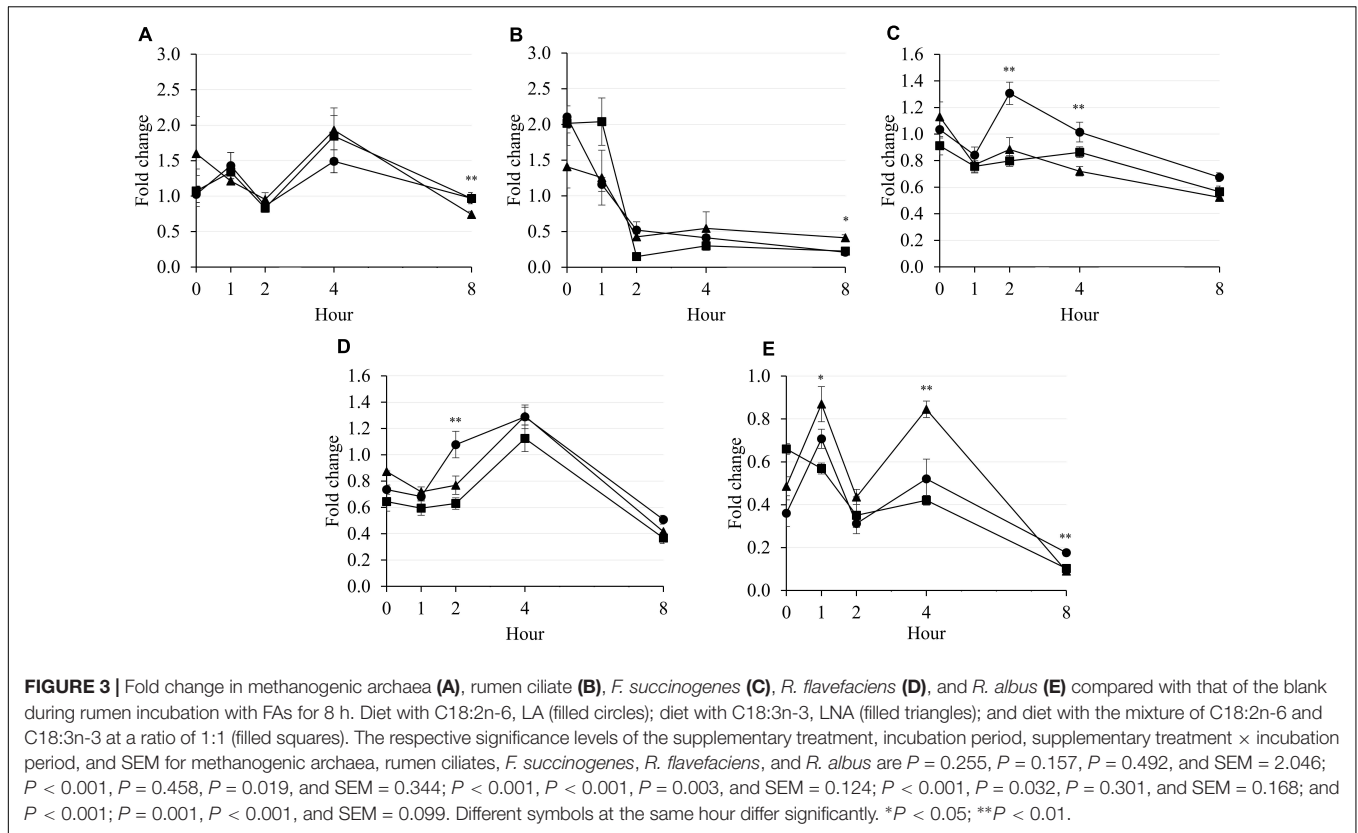 A
3.0
2.5
2.0
1.5
1.0
0.5
0.0
Fold change
**
0 1 2 4 8
Hour
B
3.0
2.5
2.0
1.5
1.0
0.5
0.0
Fold change
*
0 1 2 4 8
Hour
C
1.6
1.4
1.2
1.0
0.8
0.6
0.4
0.2
0.0
Fold change
** **
0 1 2 4 8
Hour
D
1.6
1.4
1.2
1.0
0.8
0.6
0.4
0.2
0.0
Fold change
**
0 1 2 4 8
Hour
E
1.0
0.8
0.6
0.4
0.2
0.0
Fold change
* ** **
0 1 2 4 8
Hour
FIGURE 3 | Fold change in methanogenic archaea (A), rumen ciliate (B), F. succinogenes (C), R. flavefaciens (D), and R. albus (E) compared with that of the blank
during rumen incubation with FAs for 8 h. Diet with C18:2n-6, LA (filled circles); diet with C18:3n-3, LNA (filled triangles); and diet with the mixture of C18:2n-6 and
C18:3n-3 at a ratio of 1:1 (filled squares). The respective significance levels of the supplementary treatment, incubation period, supplementary treatment × incubation
period, and SEM for methanogenic archaea, rumen ciliates, F. succinogenes, R. flavefaciens, and R. albus are P = 0.255, P = 0.157, P = 0.492, and SEM = 2.046;
P < 0.001, P = 0.458, P = 0.019, and SEM = 0.344; P < 0.001, P < 0.001, P = 0.003, and SEM = 0.124; P < 0.001, P = 0.032, P = 0.301, and SEM = 0.168; and
P < 0.001; P = 0.001, P < 0.001, and SEM = 0.099. Different symbols at the same hour differ significantly. *P < 0.05; **P < 0.01.